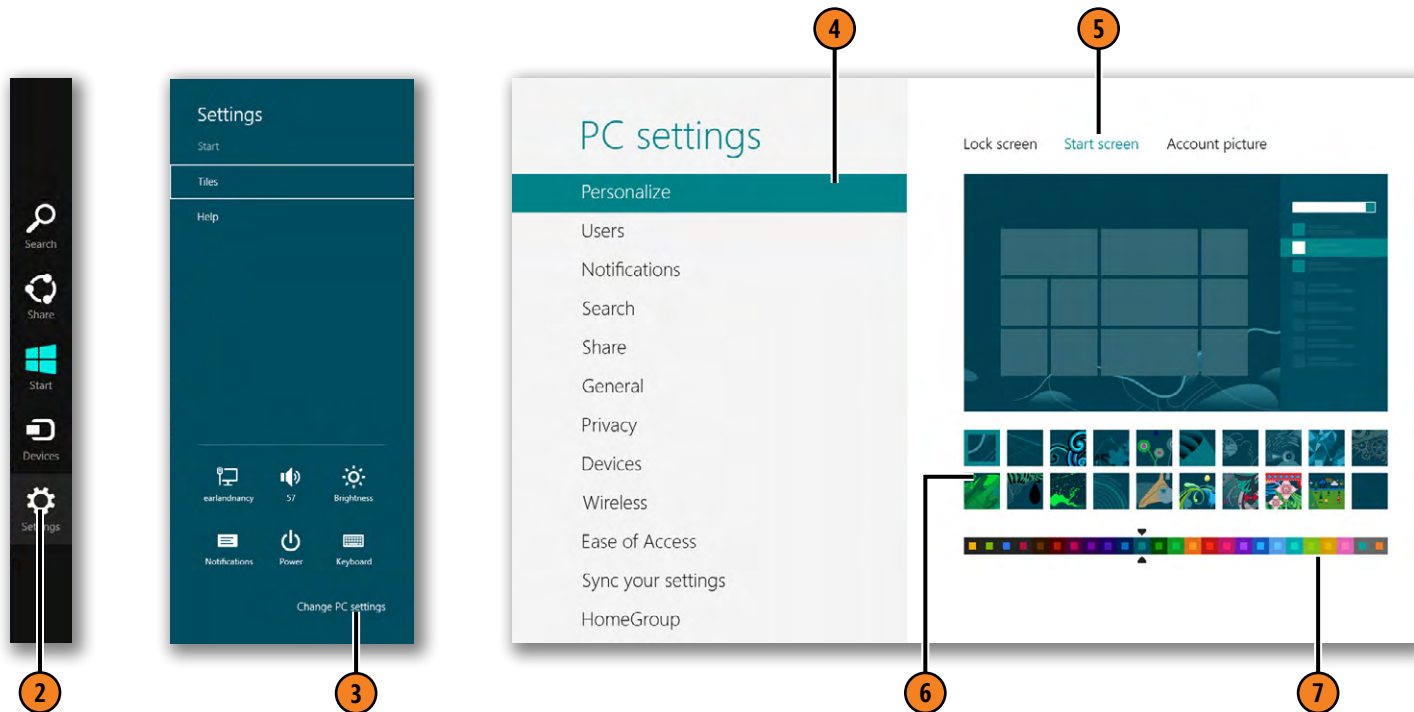 4
5
Search
Share
Start
Devices
Settings
2
Settings
Start
Tiles
Help
earlandnancy
57
Brightness
Notifications
Power
Keyboard
Change PC settings
3
PC settings
Personalize
Users
Notifications
Search
Share
General
Privacy
Devices
Wireless
Ease of Access
Sync your settings
HomeGroup
Lock screen Start screen Account picture
6
7